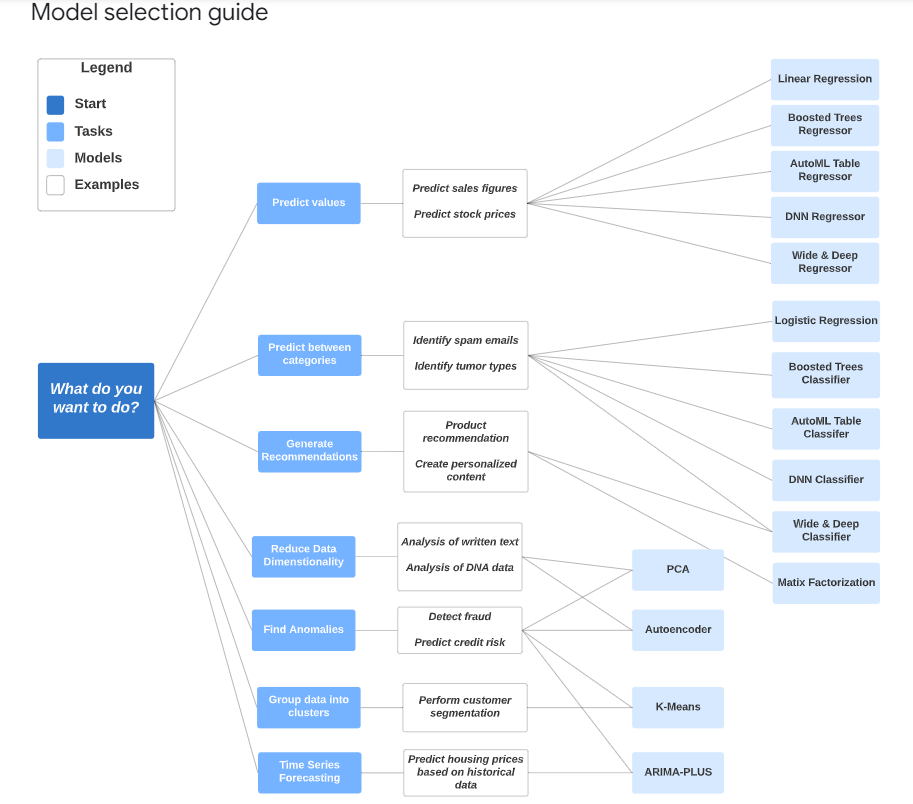 Model selection guide
Legend
Start
Tasks
Models
Examples
What do you
want to do?
Predict values
Predict sales figures
Predict stock prices
Linear Regression
Boosted Trees
Regressor
AutoML Table
Regressor
DNN Regressor
Wide & Deep
Regressor
Predict between
categories
Identify spam emails
Identify tumor types
Logistic Regression
Boosted Trees
Classifier
AutoML Table
Classifer
DNN Classifier
Wide & Deep
Classifier
Generate
Recommendations
Product
recommendation
Create personalized
content
Matix Factorization
Reduce Data
Dimenstionality
Analysis of written text
Analysis of DNA data
PCA
Find Anomalies
Detect fraud
Predict credit risk
Autoencoder
Group data into
clusters
Perform customer
segmentation
K-Means
Time Series
Forecasting
Predict housing prices
based on historical
data
ARIMA-PLUS